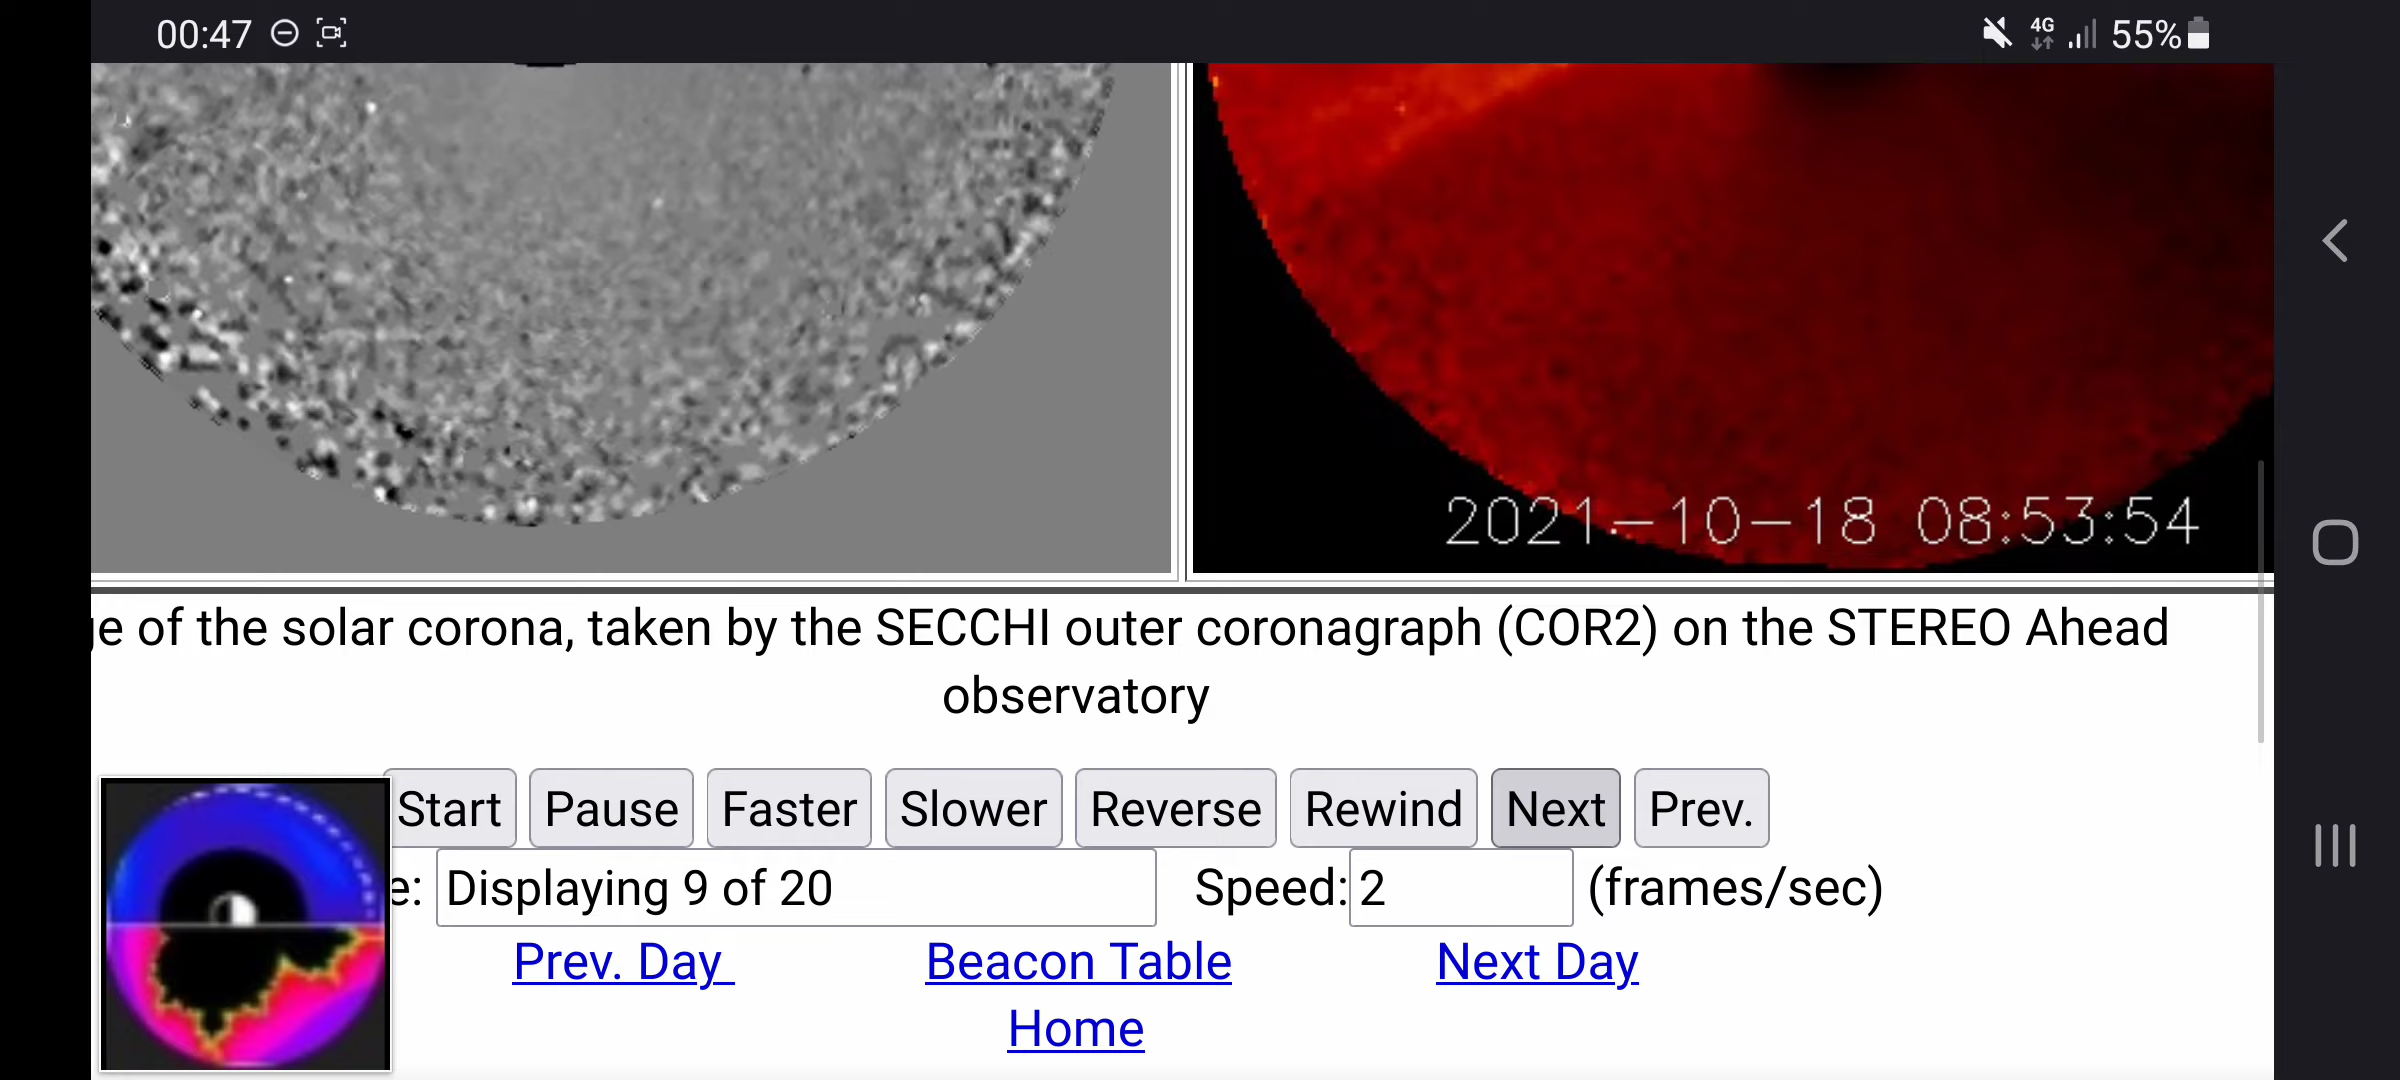 00:47 4G 55%
2021-10-18 08:53:54
ge of the solar corona, taken by the SECCHI outer coronagraph (COR2) on the STEREO Ahead
observatory
Start Pause Faster Slower Reverse Rewind Next Prev.
e: Displaying 9 of 20 Speed: 2 (frames/sec)
Prev. Day Beacon Table Next Day
Home